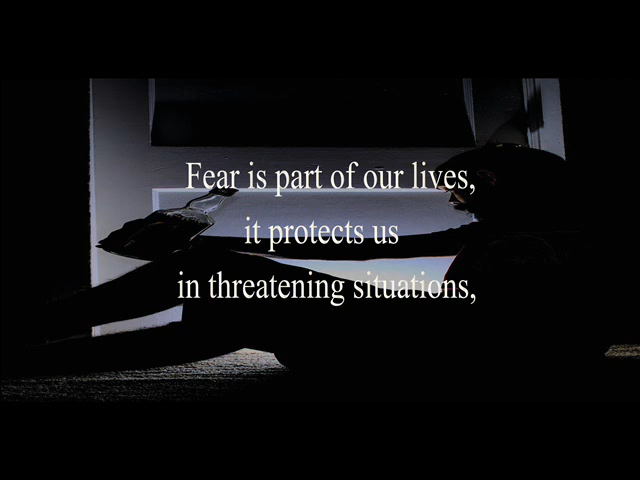 Fear is part of our lives,
it protects us
in threatening situations,